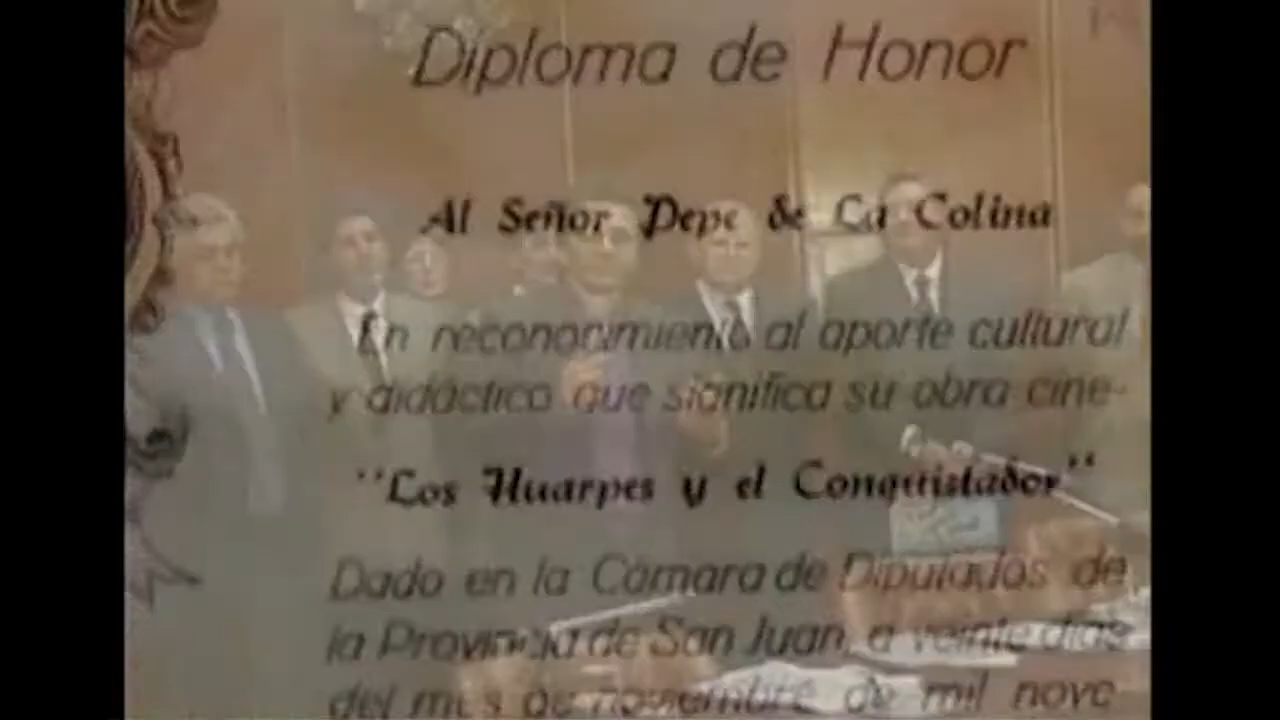 Diploma de Honor
Al Señor Pepe de La Colina
En reconocimiento al aporte cultural
y didáctico que significa su obra cine-
"Los Huarpes y el Conquistador"
Dado en la Cámara de Diputados de
la Provincia de San Juan, a veinte días
del mes de noviembre de mil nove